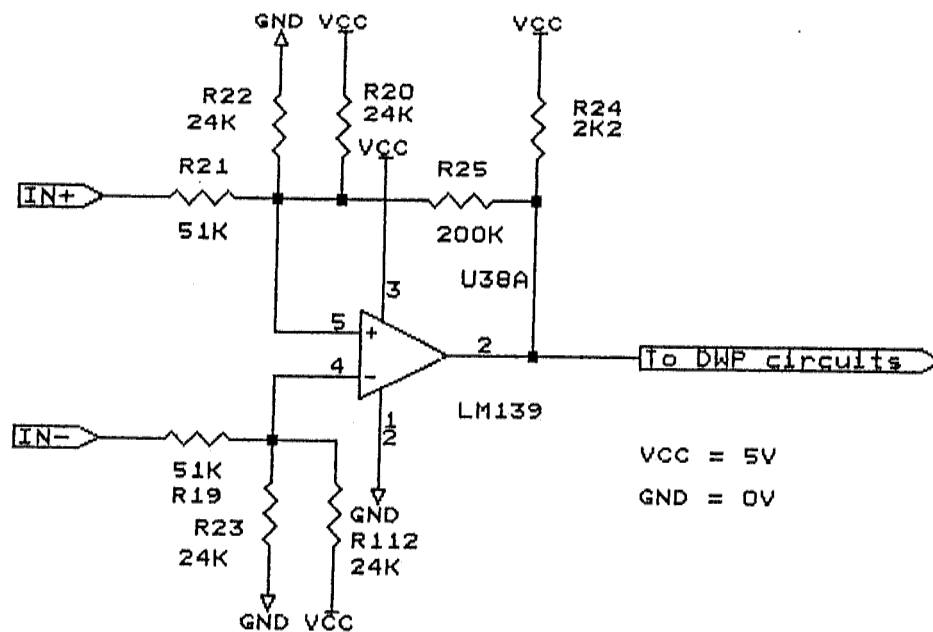 GND VCC
VCC
R22
24K
R20
24K
R24
2K2
VCC
R21
R25
IN+
51K
200K
U38A
3
5
+
2
4
-
To DWP circuits
LM139
12
IN-
51K
R19
VCC = 5V
GND = 0V
R23
24K
GND
R112
24K
GND VCC